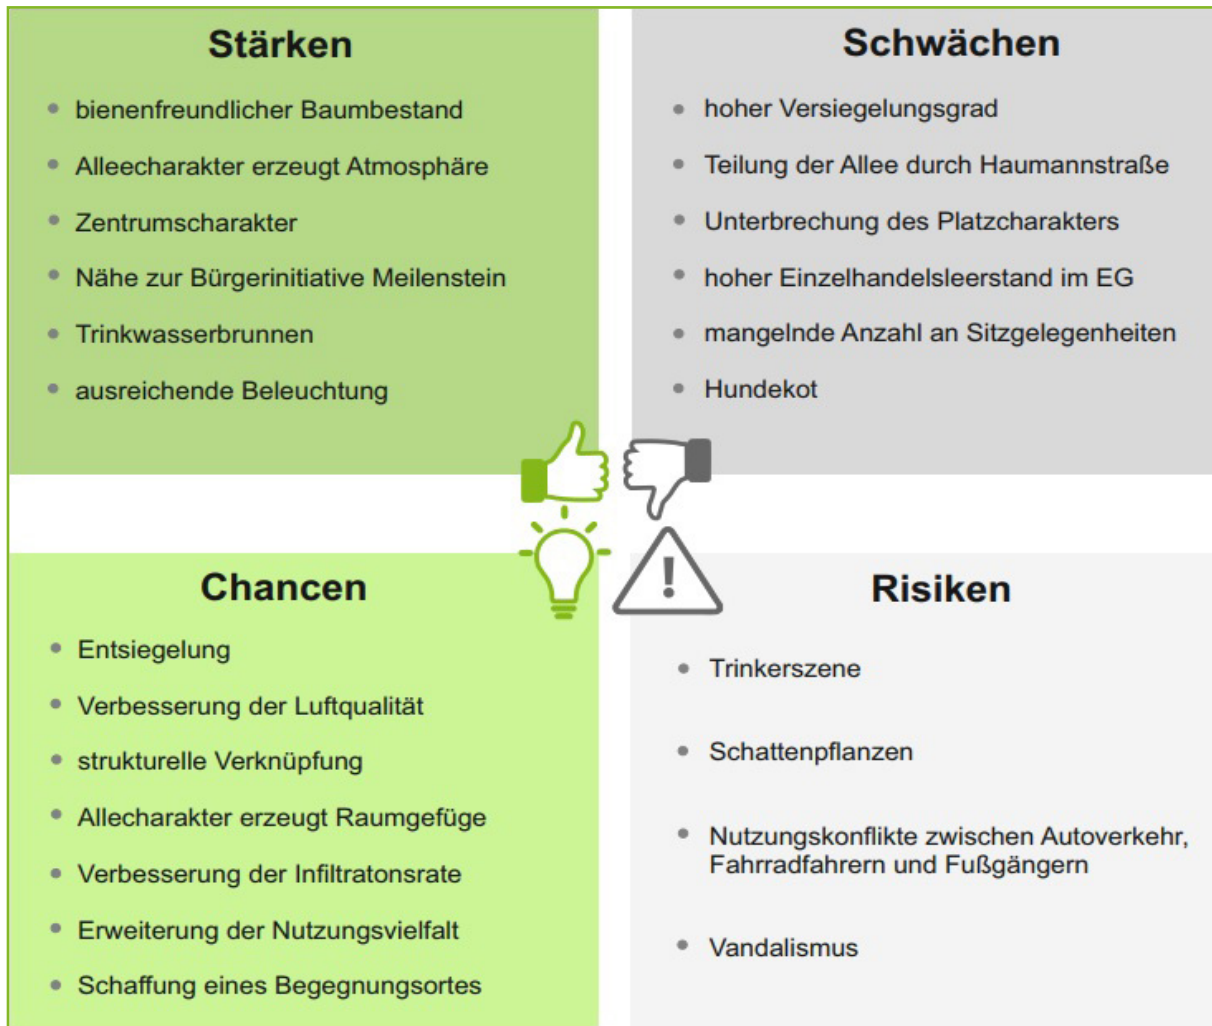 Stärken
bienenfreundlicher Baumbestand
Alleecharakter erzeugt Atmosphäre
Zentrumscharakter
Nähe zur Bürgerinitiative Meilenstein
Trinkwasserbrunnen
ausreichende Beleuchtung
Schwächen
hoher Versiegelungsgrad
Teilung der Allee durch Haumannstraße
Unterbrechung des Platzcharakters
hoher Einzelhandelsleerstand im EG
mangelnde Anzahl an Sitzgelegenheiten
Hundekot
Chancen
Entsiegelung
Verbesserung der Luftqualität
strukturelle Verknüpfung
Allecharakter erzeugt Raumgefüge
Verbesserung der Infiltratonsrate
Erweiterung der Nutzungsvielfalt
Schaffung eines Begegnungsortes
Risiken
Trinkerszene
Schattenpflanzen
Nutzungskonflikte zwischen Autoverkehr,
Fahrradfahrern und Fußgängern
Vandalismus